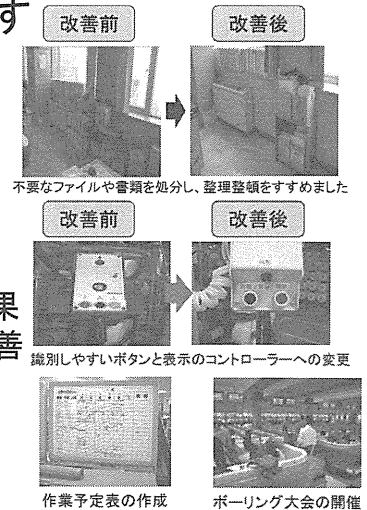 す
改善前
改善後
不要なファイルや書類を処分し、整理整頓をすすめました
改善前
改善後
果
善
識別しやすいボタンと表示のコントローラーへの変更
作業予定表の作成
ボーリング大会の開催